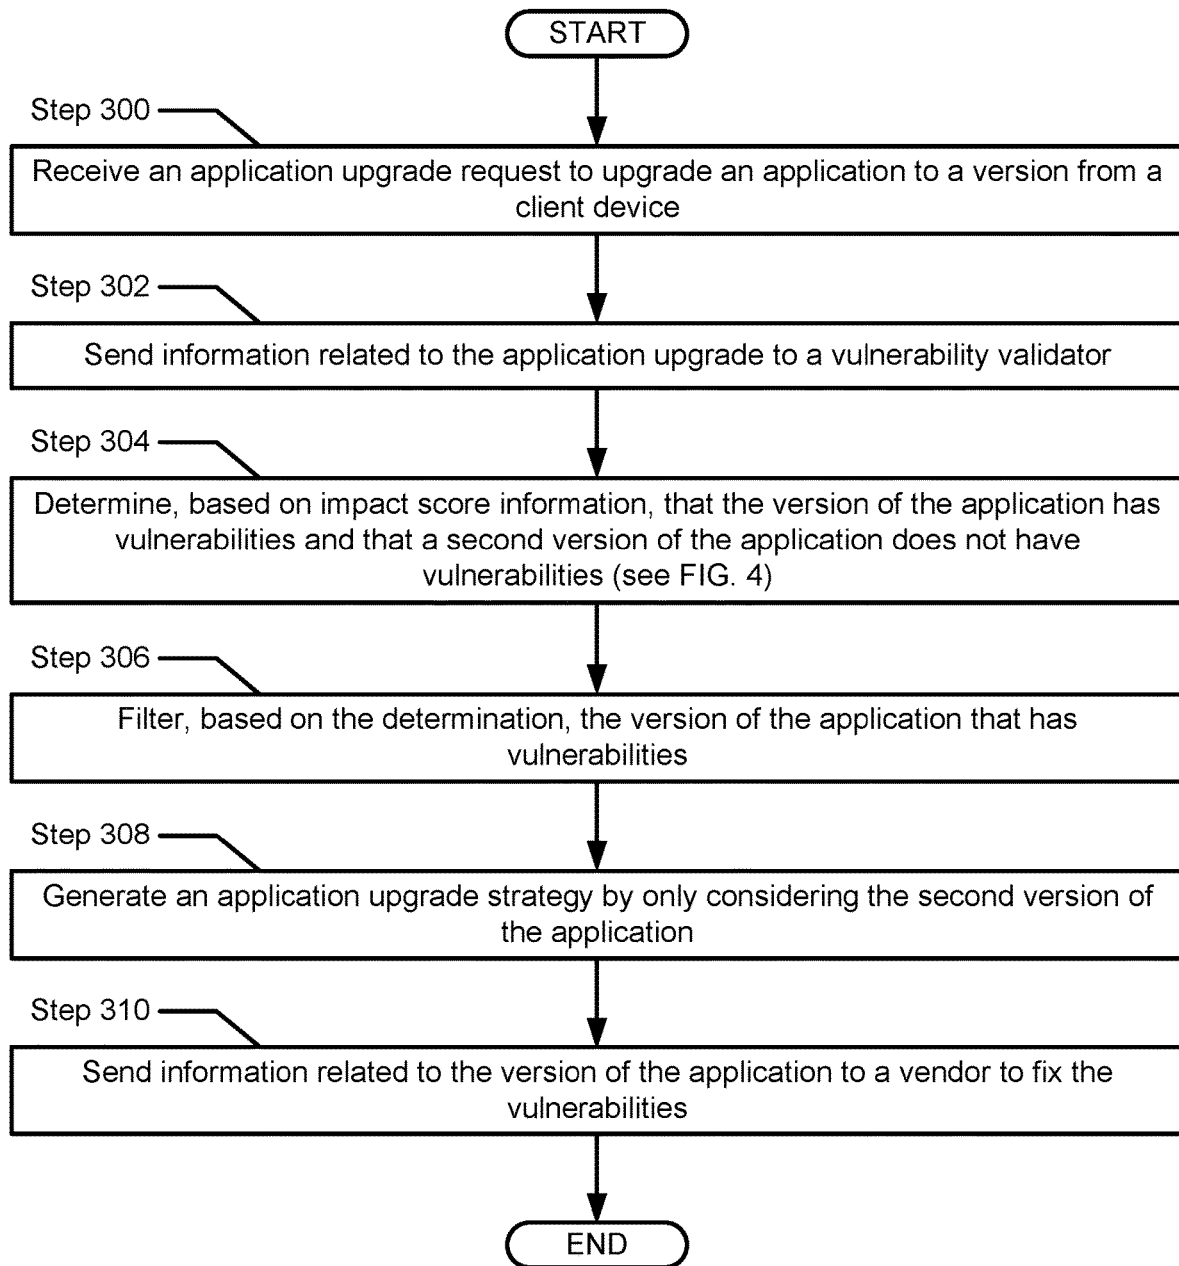 START
Step 300
Receive an application upgrade request to upgrade an application to a version from a
client device
Step 302
Send information related to the application upgrade to a vulnerability validator
Step 304
Determine, based on impact score information, that the version of the application has
vulnerabilities and that a second version of the application does not have
vulnerabilities (see FIG. 4)
Step 306
Filter, based on the determination, the version of the application that has
vulnerabilities
Step 308
Generate an application upgrade strategy by only considering the second version of
the application
Step 310
Send information related to the version of the application to a vendor to fix the
vulnerabilities
END